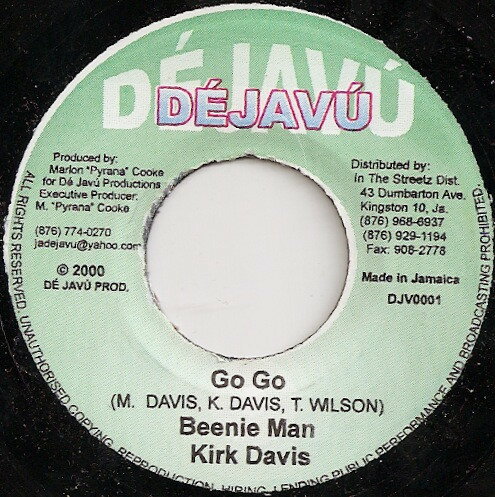 DÉJAVÚ
DÉJAVÚ
Produced by:
Marlon "Pyrana" Cooke
for Dé Javú Productions
Executive Producer:
M. "Pyrana" Cooke
(876) 774-0270
jadejavu@yahoo.com
© 2000
DÉ JAVÚ PROD.
Distributed by:
In The Streetz Dist.
43 Dumbarton Ave.
Kingston 10, Ja.
(876) 968-6937
(876) 929-1194
Fax: 908-2778
Made in Jamaica
DJV0001
Go Go
(M. DAVIS, K. DAVIS, T. WILSON)
Beenie Man
Kirk Davis
ALL RIGHTS RESERVED. UNAUTHORISED COPYING, REPRODUCTION, HIRING, LENDING PUBLIC PERFORMANCE AND BROADCASTING PROHIBITED.